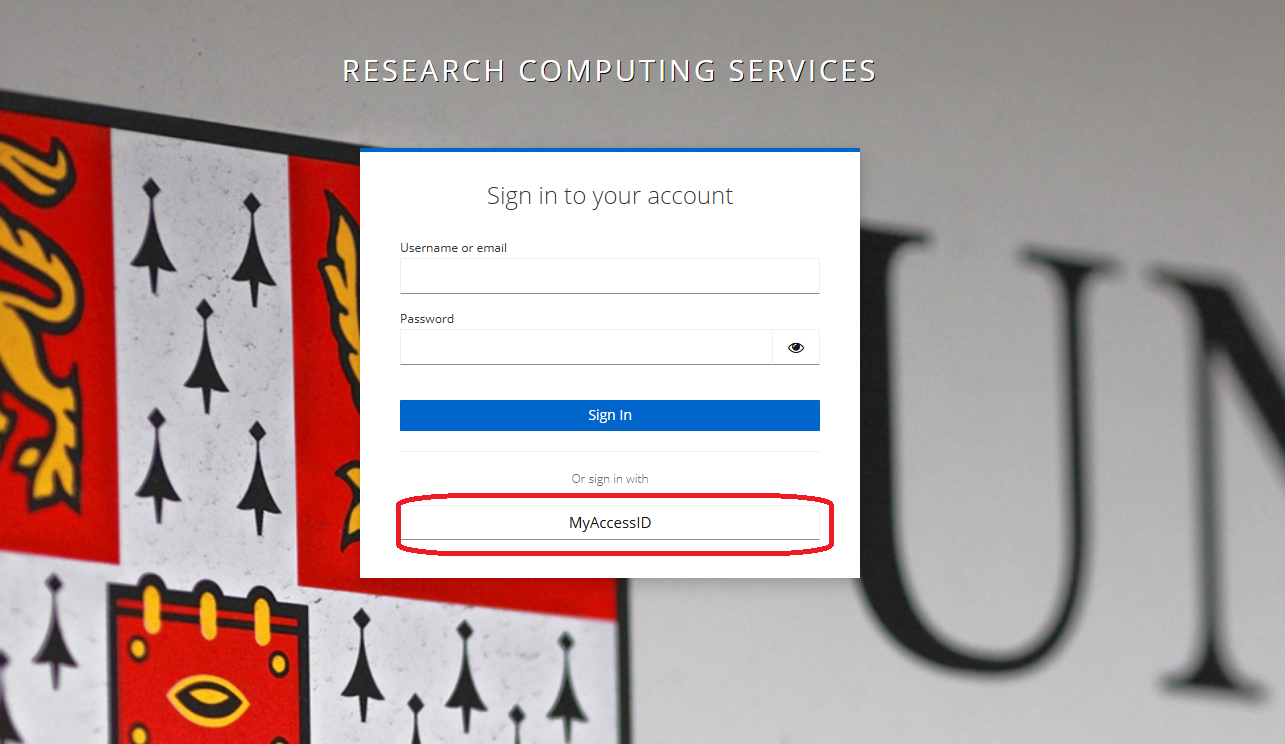 RESEARCH COMPUTING SERVICES
Sign in to your account
Username or email
Password
Sign In
Or sign in with
MyAccessID
UN